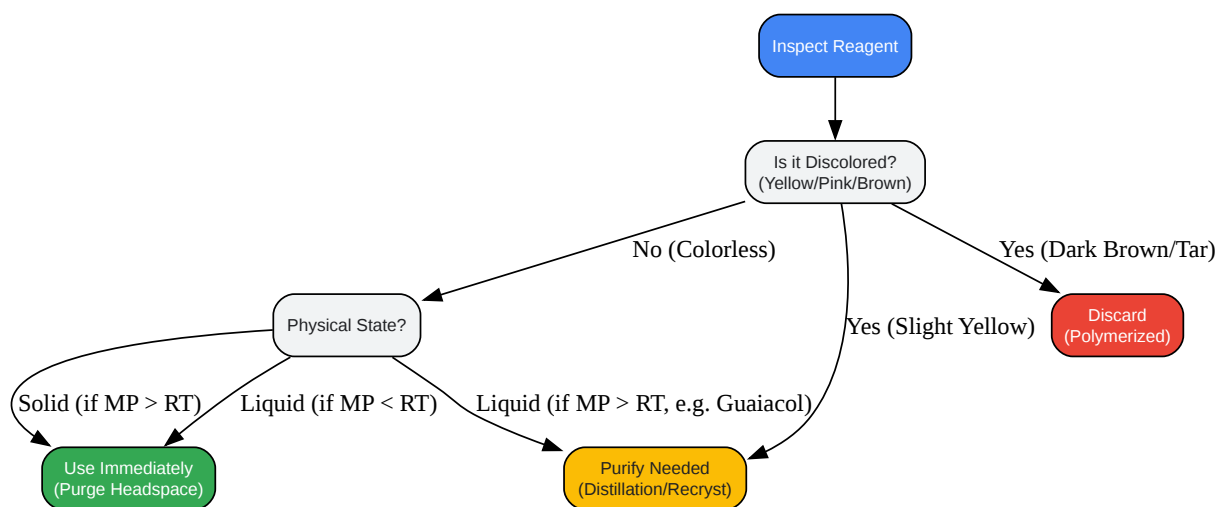 Inspect Reagent
Is it Discolored?
(Yellow/Pink/Brown)
No (Colorless)
Yes (Dark Brown/Tar)
Physical State?
Yes (Slight Yellow)
Discard
(Polymerized)
Solid (if MP > RT)
Liquid (if MP < RT)
Liquid (if MP > RT, e.g. Guaiacol)
Use Immediately
(Purge Headspace)
Purify Needed
(Distillation/Recryst)